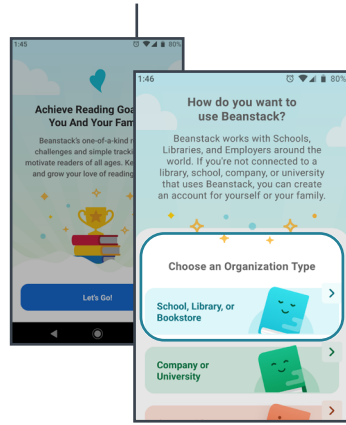 1:45
80%
Achieve Reading Goa
You And Your Fam
Beanstack's one-of-a-kind
challenges and simple tracki
motivate readers of all ages. Ke
and grow your love of reading
Let's Go!
1:46
80%
How do you want to
use Beanstack?
Beanstack works with Schools,
Libraries, and Employers around the
world. If you're not connected to a
library, school, company, or university
that uses Beanstack, you can create
an account for yourself or your family.
Choose an Organization Type
School, Library, or
Bookstore
Company or
University